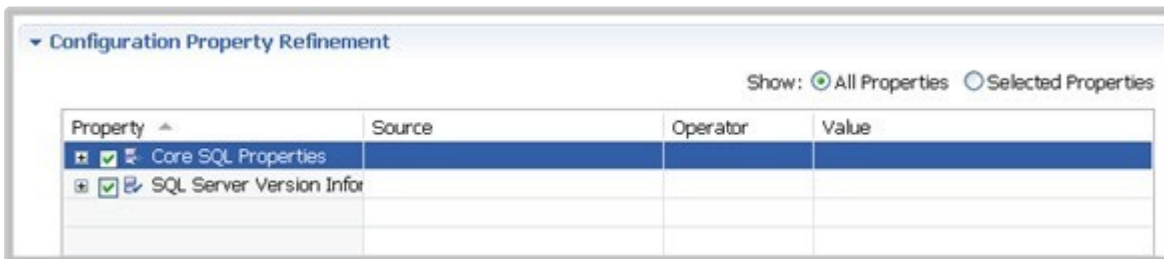 Configuration Property Refinement
Show: All Properties Selected Properties
Property Source Operator Value
Core SQL Properties
SQL Server Version Infor